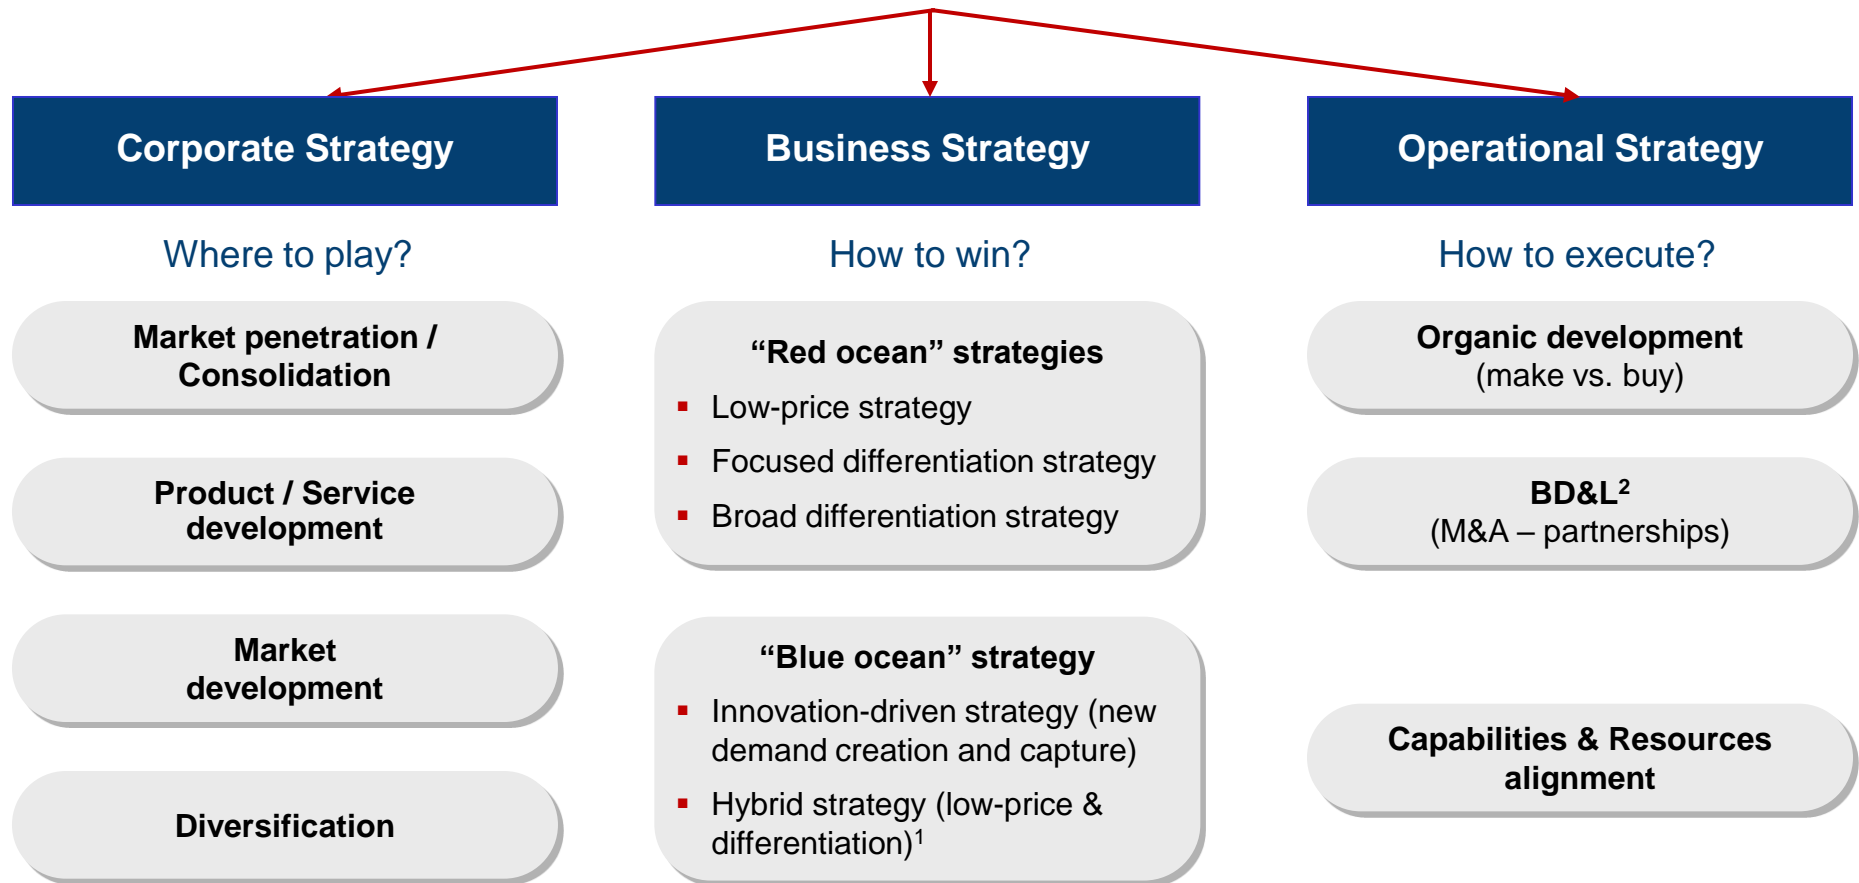 Corporate Strategy
Where to play?
Market penetration /
Consolidation
Product / Service
development
Market
development
Diversification
Business Strategy
How to win?
“Red ocean” strategies
▪ Low-price strategy
▪ Focused differentiation strategy
▪ Broad differentiation strategy
“Blue ocean” strategy
▪ Innovation-driven strategy (new
demand creation and capture)
▪ Hybrid strategy (low-price &
differentiation)¹
Operational Strategy
How to execute?
Organic development
(make vs. buy)
BD&L²
(M&A – partnerships)
Capabilities & Resources
alignment